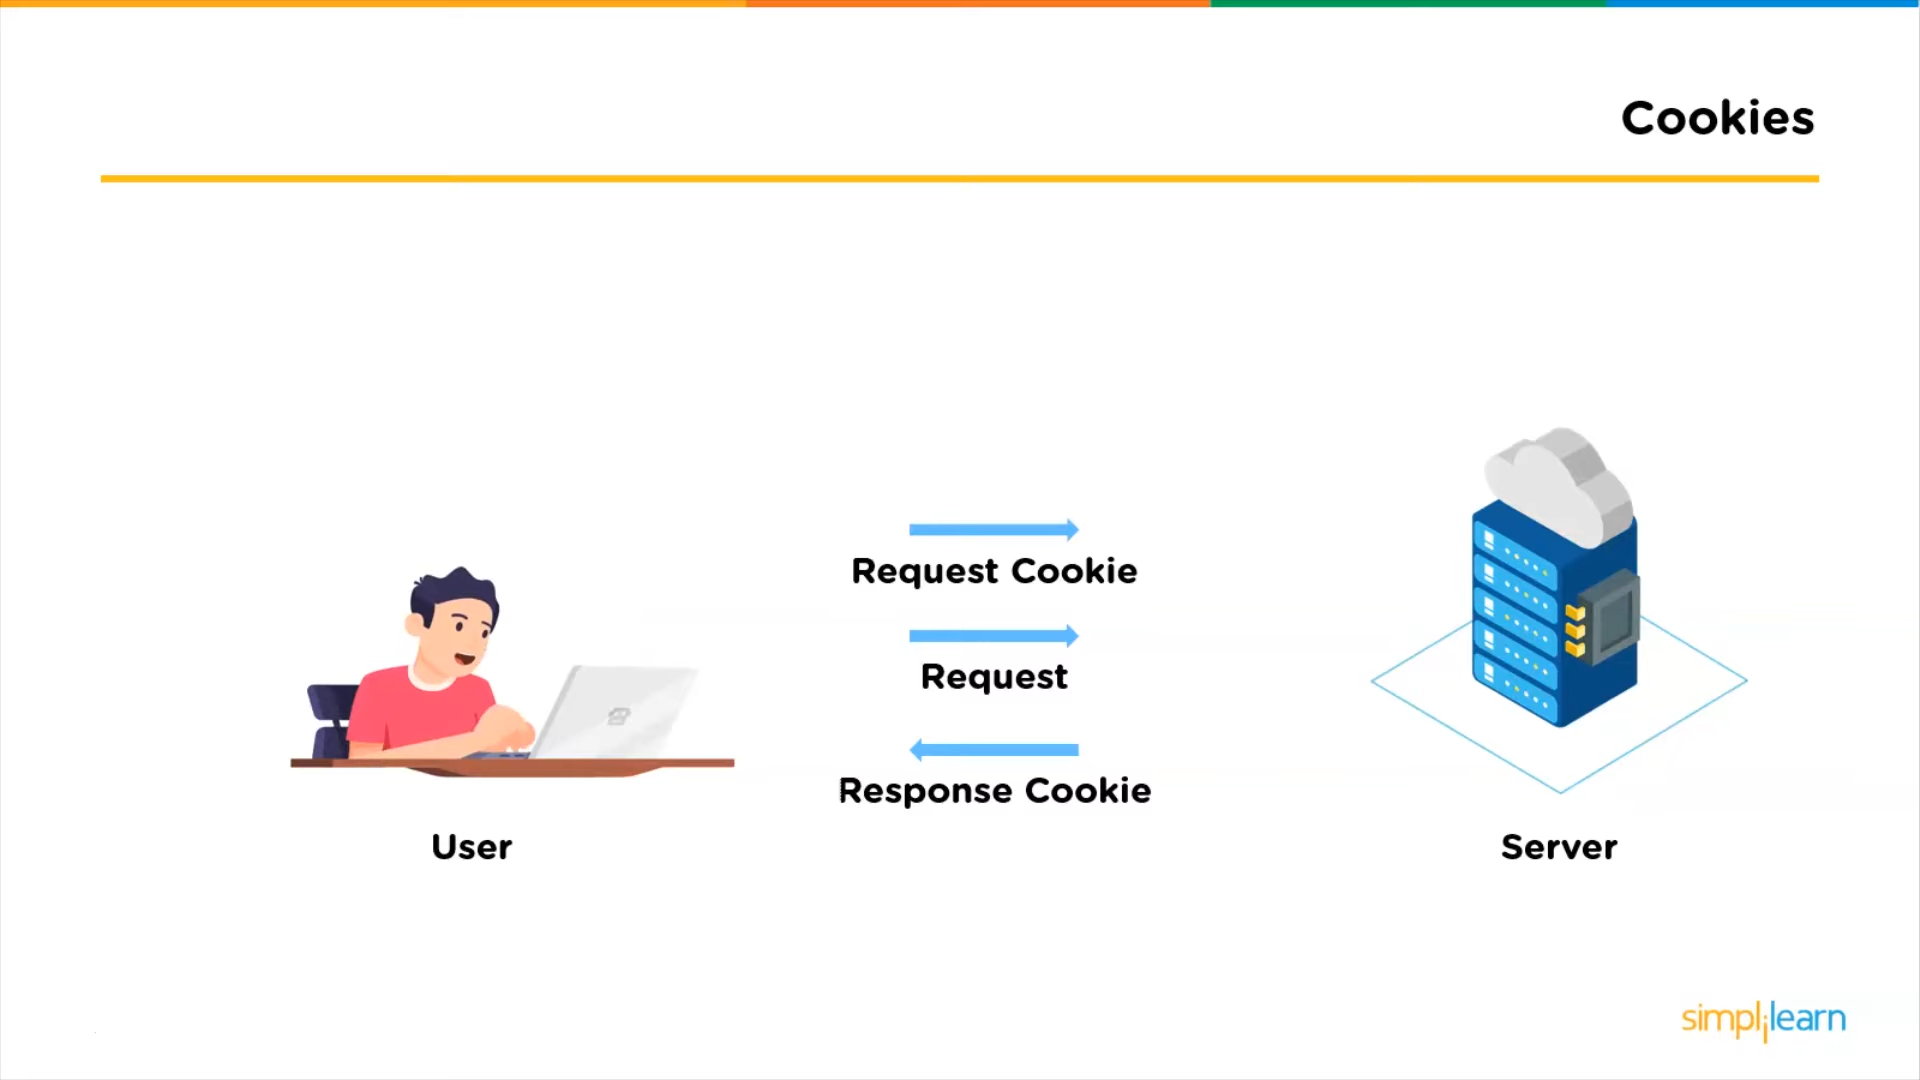 Cookies
Request Cookie
Request
Response Cookie
User
Server
simplilearn